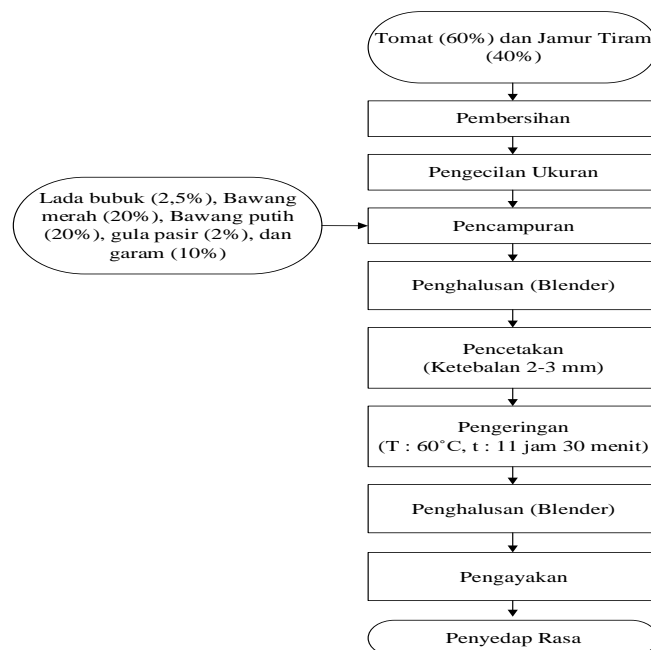 Tomat (60%) dan Jamur Tiram
(40%)
Pembersihan
Pengecilan Ukuran
Lada bubuk (2,5%), Bawang
merah (20%), Bawang putih
(20%), gula pasir (2%), dan
garam (10%)
Pencampuran
Penghalusan (Blender)
Pencetakan
(Ketebalan 2-3 mm)
Pengeringan
(T : 60˚C, t : 11 jam 30 menit)
Penghalusan (Blender)
Pengayakan
Penyedap Rasa